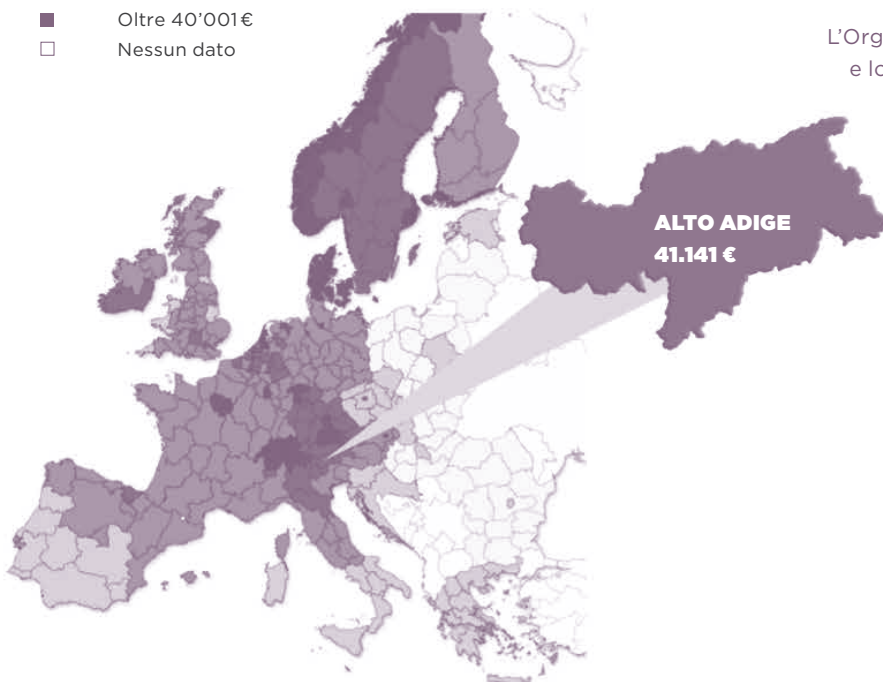 Oltre 40'001 €
Nessun dato
L'Org
e lo
ALTO ADIGE
41.141 €